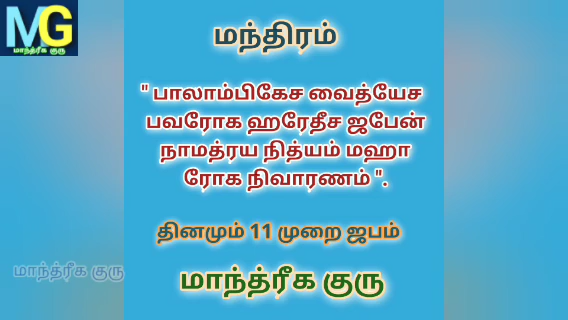 MG
மாந்த்ரீக குரு
மந்திரம்
" பாலாம்பிகேச வைத்யேச
பவரோக ஹரேதீச ஜபேன்
நாமத்ரய நித்யம் மஹா
ரோக நிவாரணம் ".
தினமும் 11 முறை ஜபம்
மாந்த்ரீக குரு
மாந்த்ரீக குரு